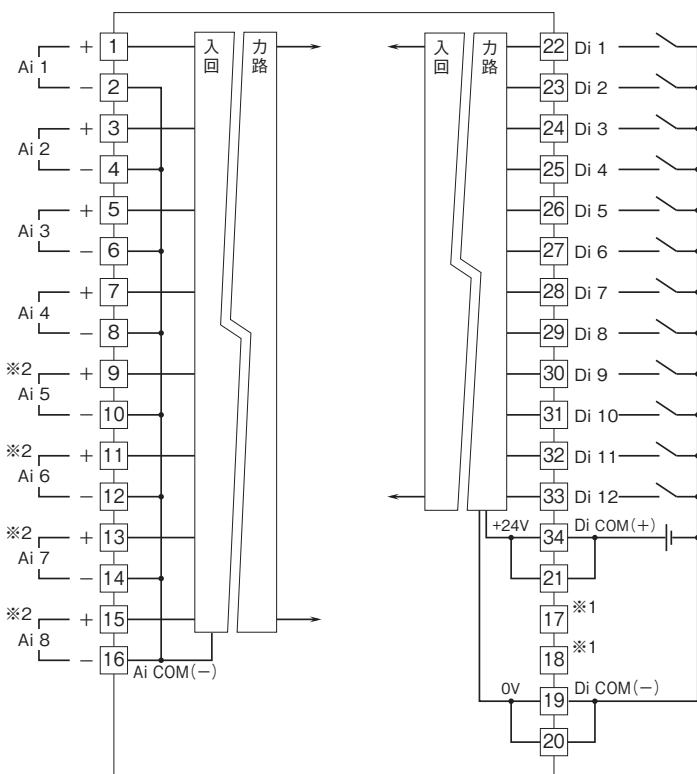 Ai 1
+ 1
− 2
Ai 2
+ 3
− 4
Ai 3
+ 5
− 6
Ai 4
+ 7
− 8
※2
Ai 5
+ 9
− 10
※2
Ai 6
+ 11
− 12
※2
Ai 7
+ 13
− 14
※2
Ai 8
+ 15
− 16
Ai COM(−)
入力
回路
入力
回路
22 Di 1
23 Di 2
24 Di 3
25 Di 4
26 Di 5
27 Di 6
28 Di 7
29 Di 8
30 Di 9
31 Di 10
32 Di 11
33 Di 12
+24V 34 Di COM(+)
21
17 ※1
18 ※1
0V 19 Di COM(−)
20